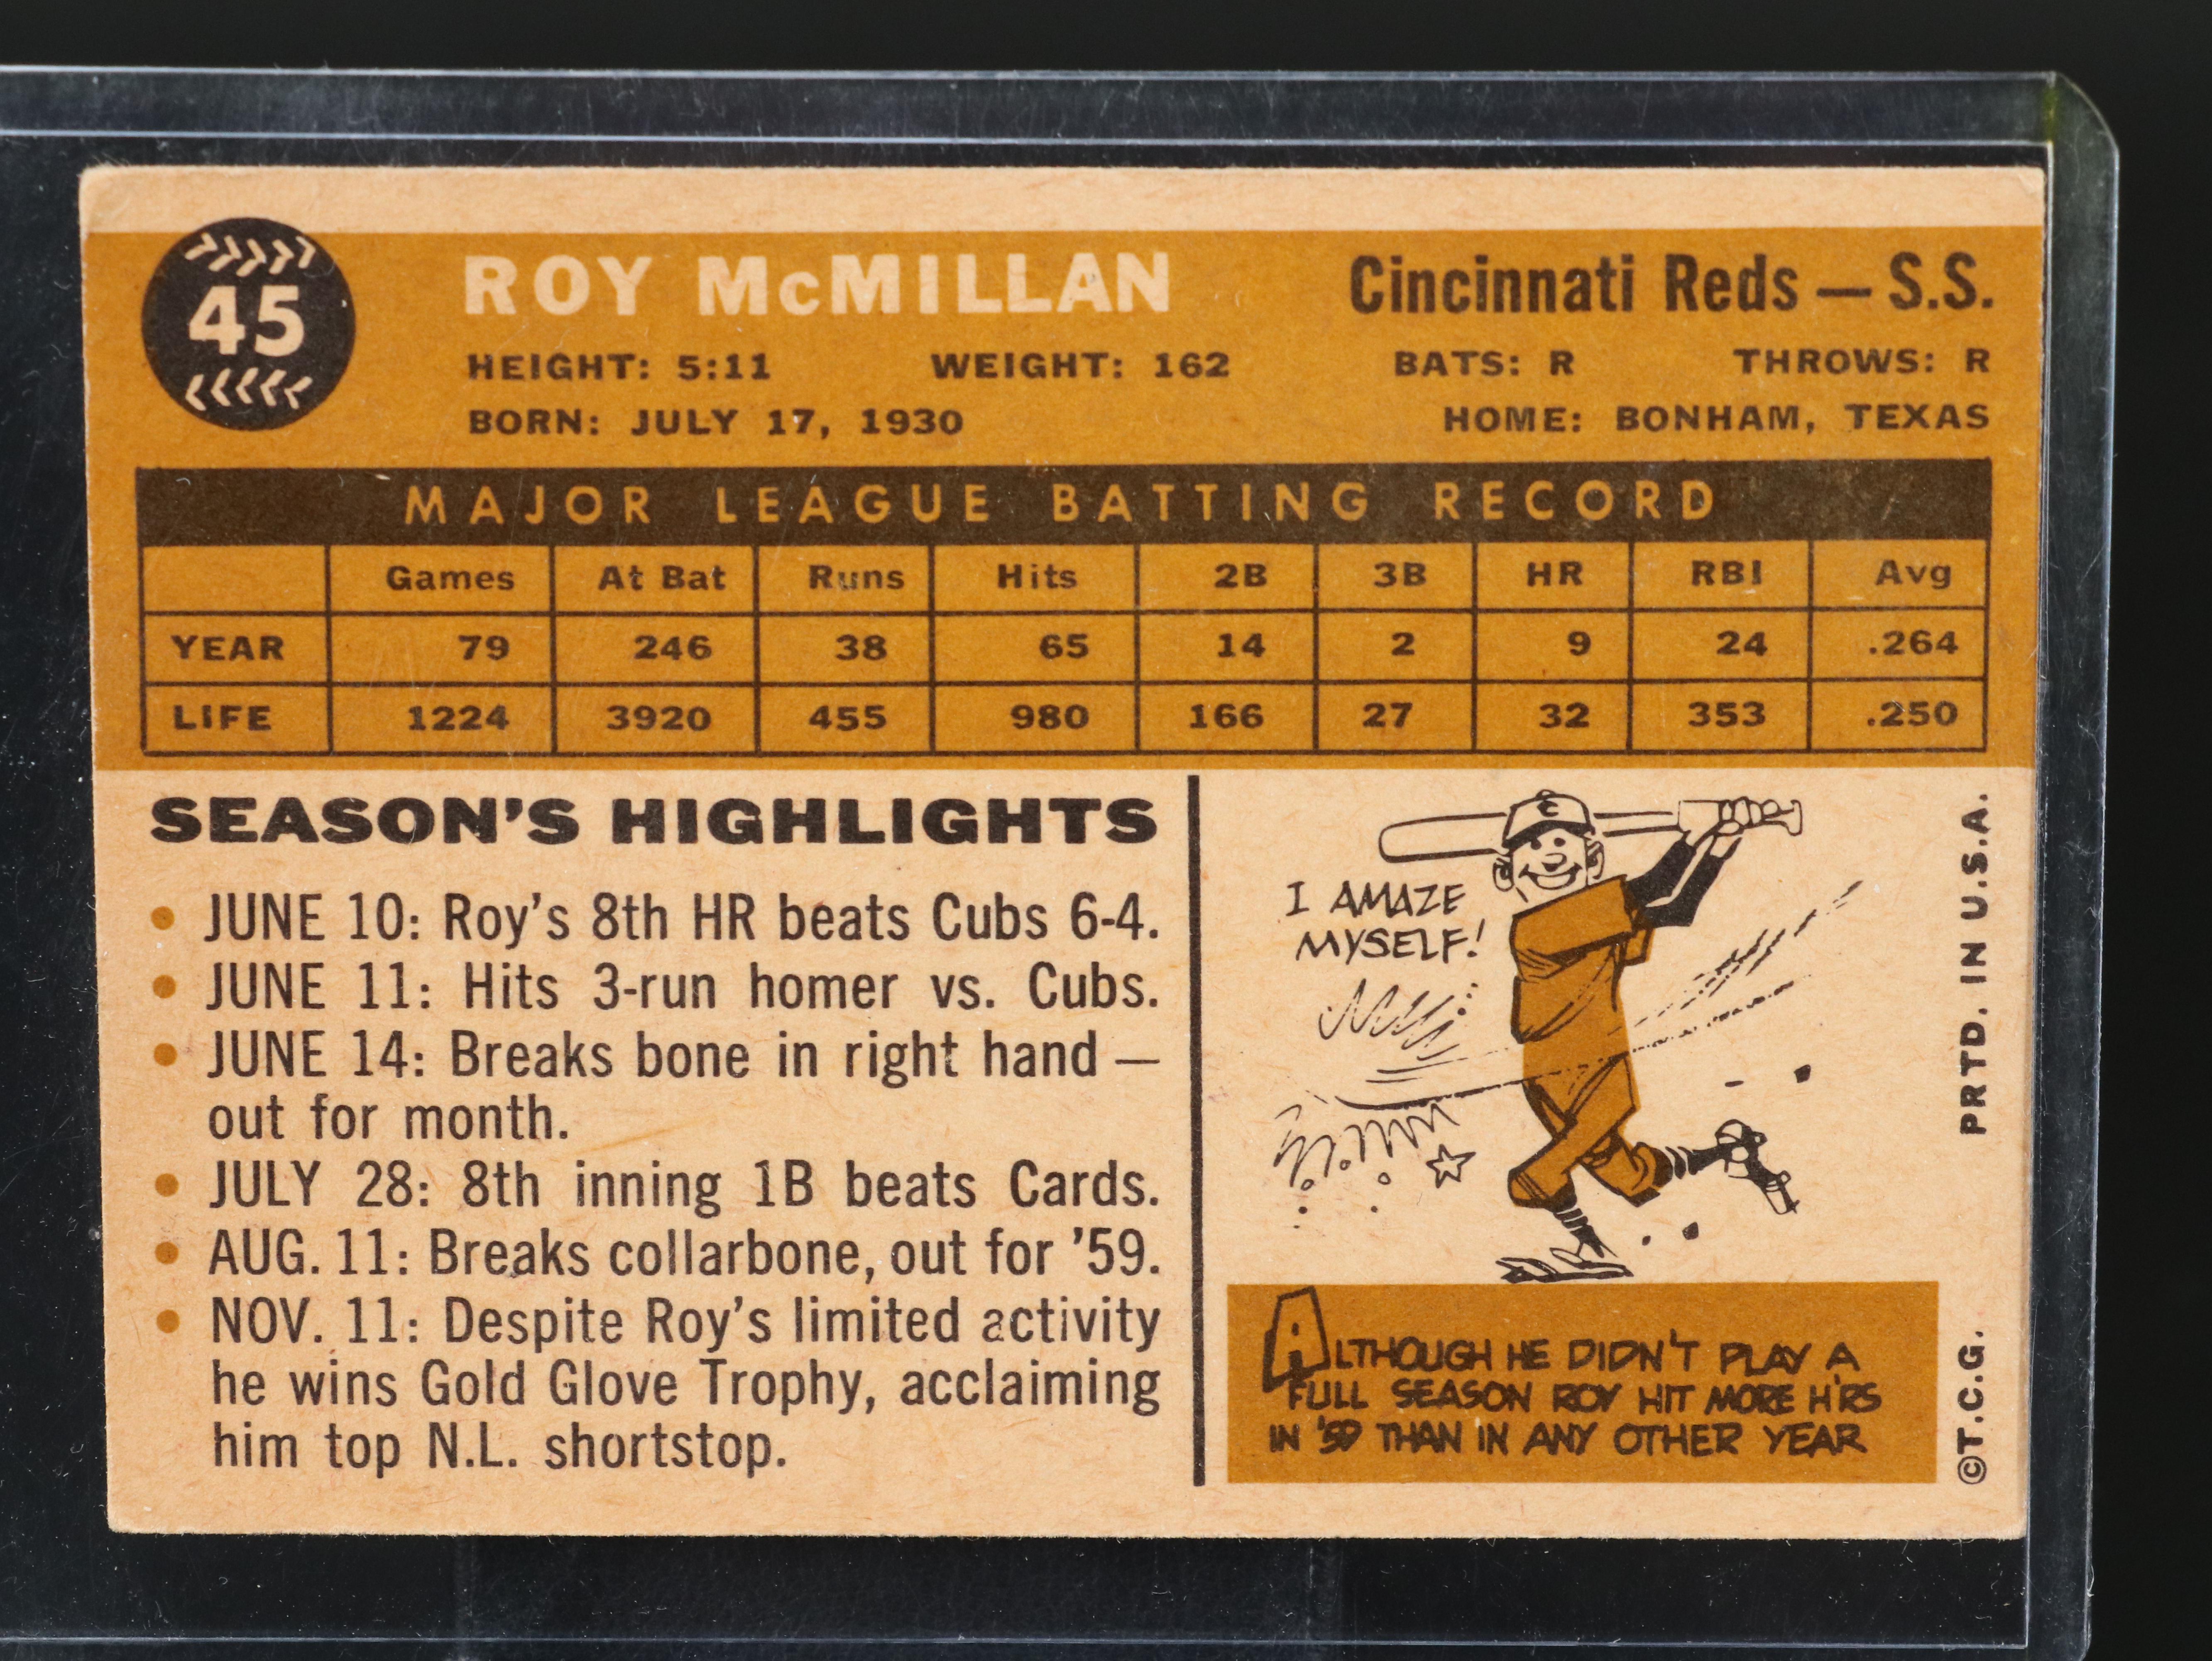 45
ROY McMILLAN
Cincinnati Reds — S.S.
HEIGHT: 5:11 WEIGHT: 162 BATS: R THROWS: R
BORN: JULY 17, 1930 HOME: BONHAM, TEXAS
MAJOR LEAGUE BATTING RECORD
Games At Bat Runs Hits 2B 3B HR RBI Avg
YEAR 79 246 38 65 14 2 9 24 .264
LIFE 1224 3920 455 980 166 27 32 353 .250
SEASON'S HIGHLIGHTS
• JUNE 10: Roy's 8th HR beats Cubs 6-4.
• JUNE 11: Hits 3-run homer vs. Cubs.
• JUNE 14: Breaks bone in right hand —
out for month.
• JULY 28: 8th inning 1B beats Cards.
• AUG. 11: Breaks collarbone, out for '59.
• NOV. 11: Despite Roy's limited activity
he wins Gold Glove Trophy, acclaiming
him top N.L. shortstop.
C
I AMAZE
MYSELF!
ALTHOUGH HE DIDN'T PLAY A
FULL SEASON ROY HIT MORE H'RS
IN '59 THAN IN ANY OTHER YEAR
©T.C.G. PRTD. IN U.S.A.